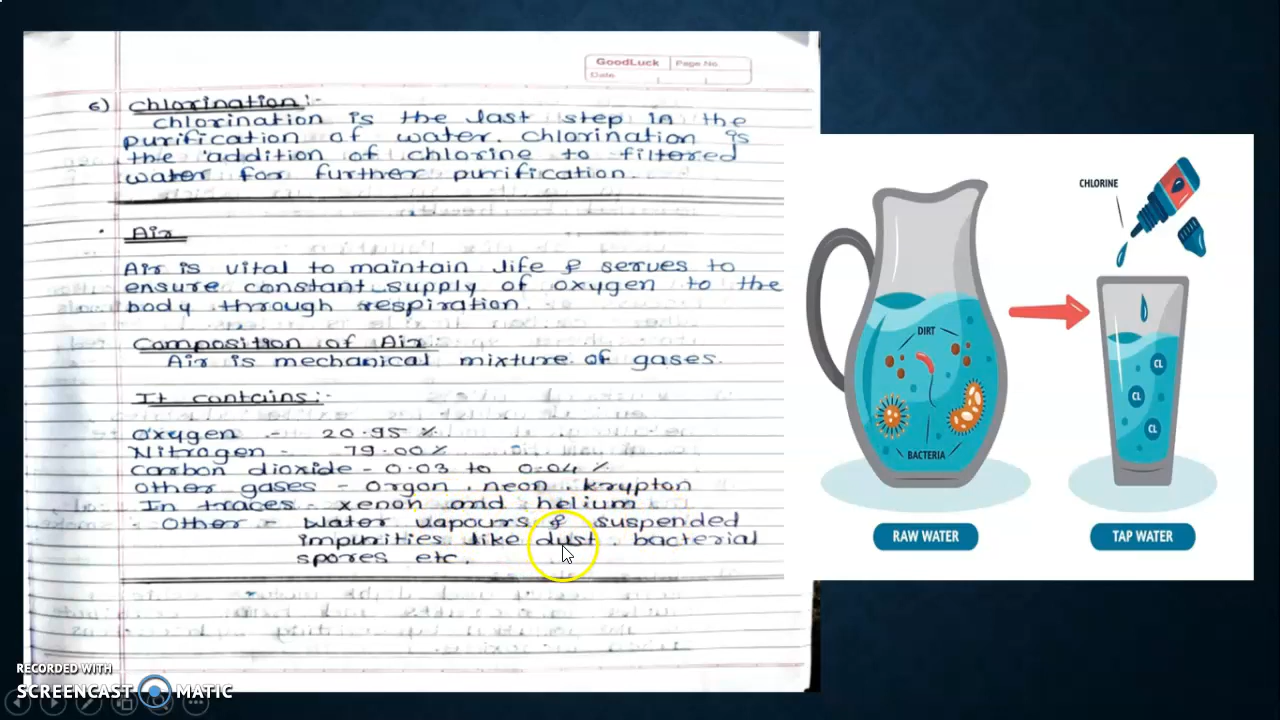 GoodLuck Page No.
Date
6) Chlorination :-
Chlorination is the last step in the
purification of water. Chlorination is
the addition of chlorine to filtered
water for further purification.
• Air
Air is vital to maintain life & serves to
ensure constant supply of oxygen to the
body through respiration.
Composition of Air :
Air is mechanical mixture of gases.
It contains :-
Oxygen - 20.95 %.
Nitrogen - 79.00 %
Carbon dioxide - 0.03 to 0.04 %
Other gases - Orgon, neon, krypton
In traces - xenon and helium
Other - Water vapours & suspended
impurities like dust, bacterial
spores etc.
CHLORINE
DIRT
BACTERIA
CL
CL
CL
RAW WATER
TAP WATER
RECORDED WITH
SCREENCAST MATIC